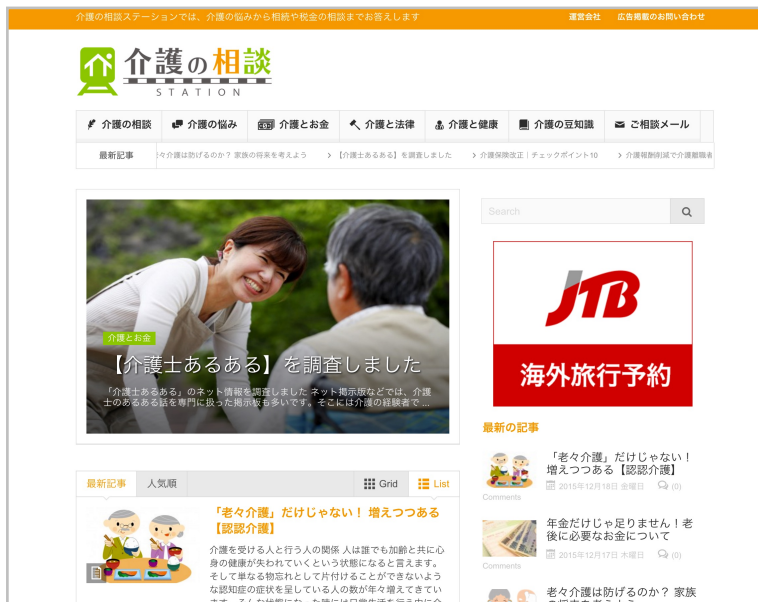 介護の相談ステーションでは、介護の悩みから相続や税金の相談までお答えします
運営会社 広告掲載のお問い合わせ
介護の相談
STATION
介護の相談 介護の悩み 介護とお金 介護と法律 介護と健康 介護の豆知識 ご相談メール
最新記事 々介護は防げるのか？ 家族の将来を考えよう > 【介護士あるある】を調査しました > 介護保険改正｜チェックポイント10 > 介護報酬削減で介護離職者
Search
JTB
海外旅行予約
介護とお金
【介護士あるある】を調査しました
「介護士あるある」のネット情報を調査しました ネット掲示版などでは、介護
士のあるある話を専門に扱った掲示板も多いです。そこには介護の経験者で ...
最新の記事
「老々介護」だけじゃない！
増えつつある【認認介護】
2015年12月18日 金曜日 (0)
Comments
年金だけじゃ足りません！老
後に必要なお金について
2015年12月17日 木曜日 (0)
Comments
老々介護は防げるのか？ 家族
最新記事 人気順 Grid List
「老々介護」だけじゃない！ 増えつつある
【認認介護】
介護を受ける人と行う人の関係 人は誰でも加齢と共に心
身の健康が失われていくという状態になると言えます。
そして単なる物忘れとして片付けることができないよう
な認知症の症状を呈している人の数が年々増えてきてい